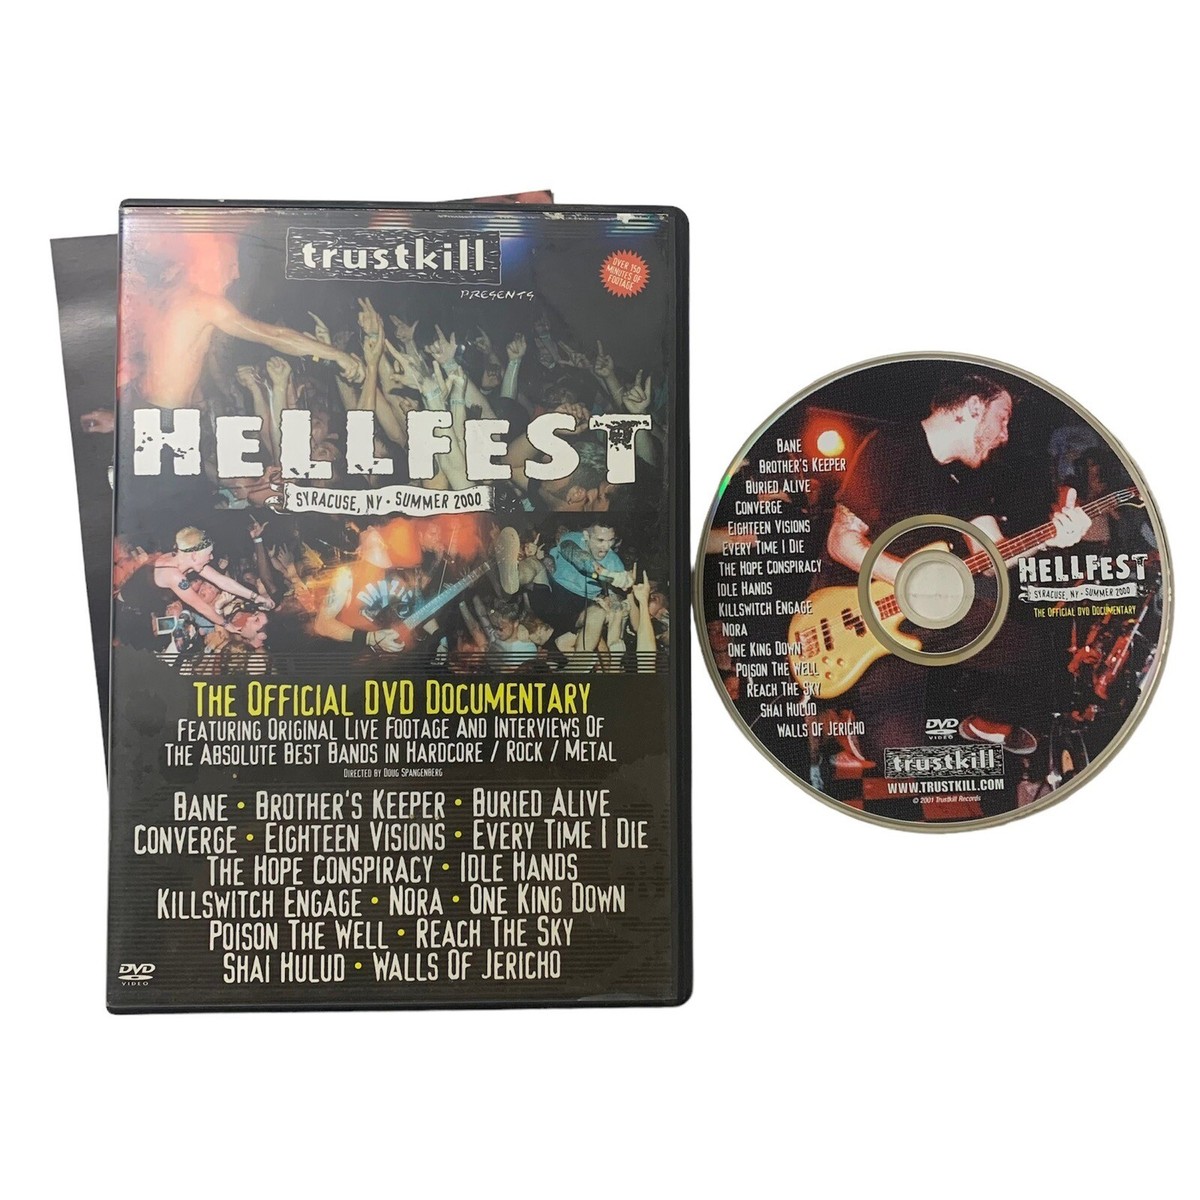 trustkill
PRESENTS
OVER 150
MINUTES OF
FOOTAGE
HELLFEST
SYRACUSE, NY • SUMMER 2000
THE OFFICIAL DVD DOCUMENTARY
FEATURING ORIGINAL LIVE FOOTAGE AND INTERVIEWS OF
THE ABSOLUTE BEST BANDS IN HARDCORE / ROCK / METAL
DIRECTED BY DOUG SPANGENBERG
BANE • BROTHER'S KEEPER • BURIED ALIVE
CONVERGE • EIGHTEEN VISIONS • EVERY TIME I DIE
THE HOPE CONSPIRACY • IDLE HANDS
KILLSWITCH ENGAGE • NORA • ONE KING DOWN
POISON THE WELL • REACH THE SKY
SHAI HULUD • WALLS OF JERICHO
DVD
VIDEO
BANE
BROTHER'S KEEPER
BURIED ALIVE
CONVERGE
EIGHTEEN VISIONS
EVERY TIME I DIE
THE HOPE CONSPIRACY
IDLE HANDS
KILLSWITCH ENGAGE
NORA
ONE KING DOWN
POISON THE WELL
REACH THE SKY
SHAI HULUD
WALLS OF JERICHO
HELLFEST
SYRACUSE, NY • SUMMER 2000
THE OFFICIAL DVD DOCUMENTARY
DVD
VIDEO
trustkill
WWW.TRUSTKILL.COM
© 2001 Trustkill Records